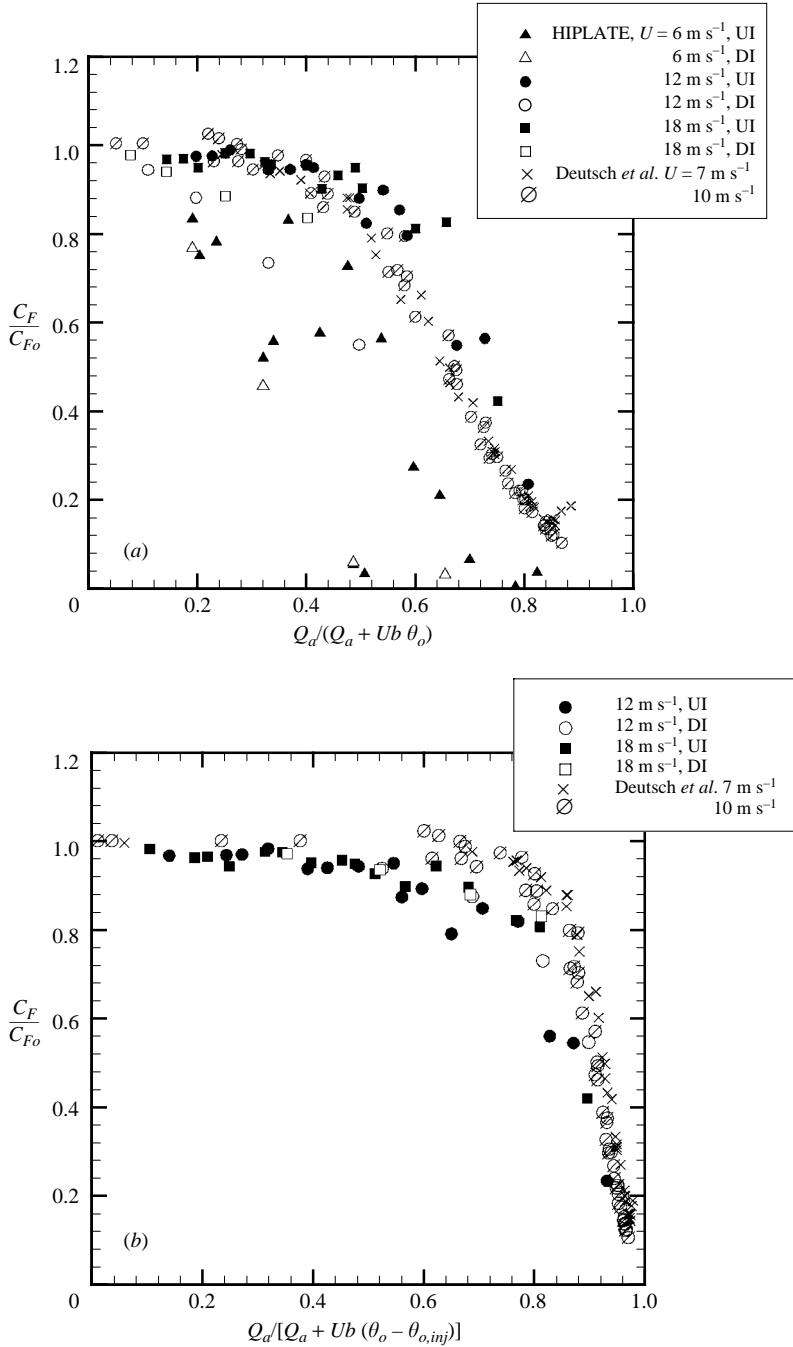 HIPLATE, U = 6 m s⁻¹, UI
6 m s⁻¹, DI
12 m s⁻¹, UI
12 m s⁻¹, DI
18 m s⁻¹, UI
18 m s⁻¹, DI
Deutsch et al. U = 7 m s⁻¹
10 m s⁻¹
1.2
1.0
0.8
C_F
C_Fo
0.6
0.4
0.2
(a)
0
0.2
0.4
0.6
0.8
1.0
Q_a/(Q_a + Ub θ_o)
12 m s⁻¹, UI
12 m s⁻¹, DI
18 m s⁻¹, UI
18 m s⁻¹, DI
Deutsch et al. 7 m s⁻¹
10 m s⁻¹
1.2
1.0
0.8
C_F
C_Fo
0.6
0.4
0.2
(b)
0
0.2
0.4
0.6
0.8
1.0
Q_a/[Q_a + Ub (θ_o – θ_o,inj)]